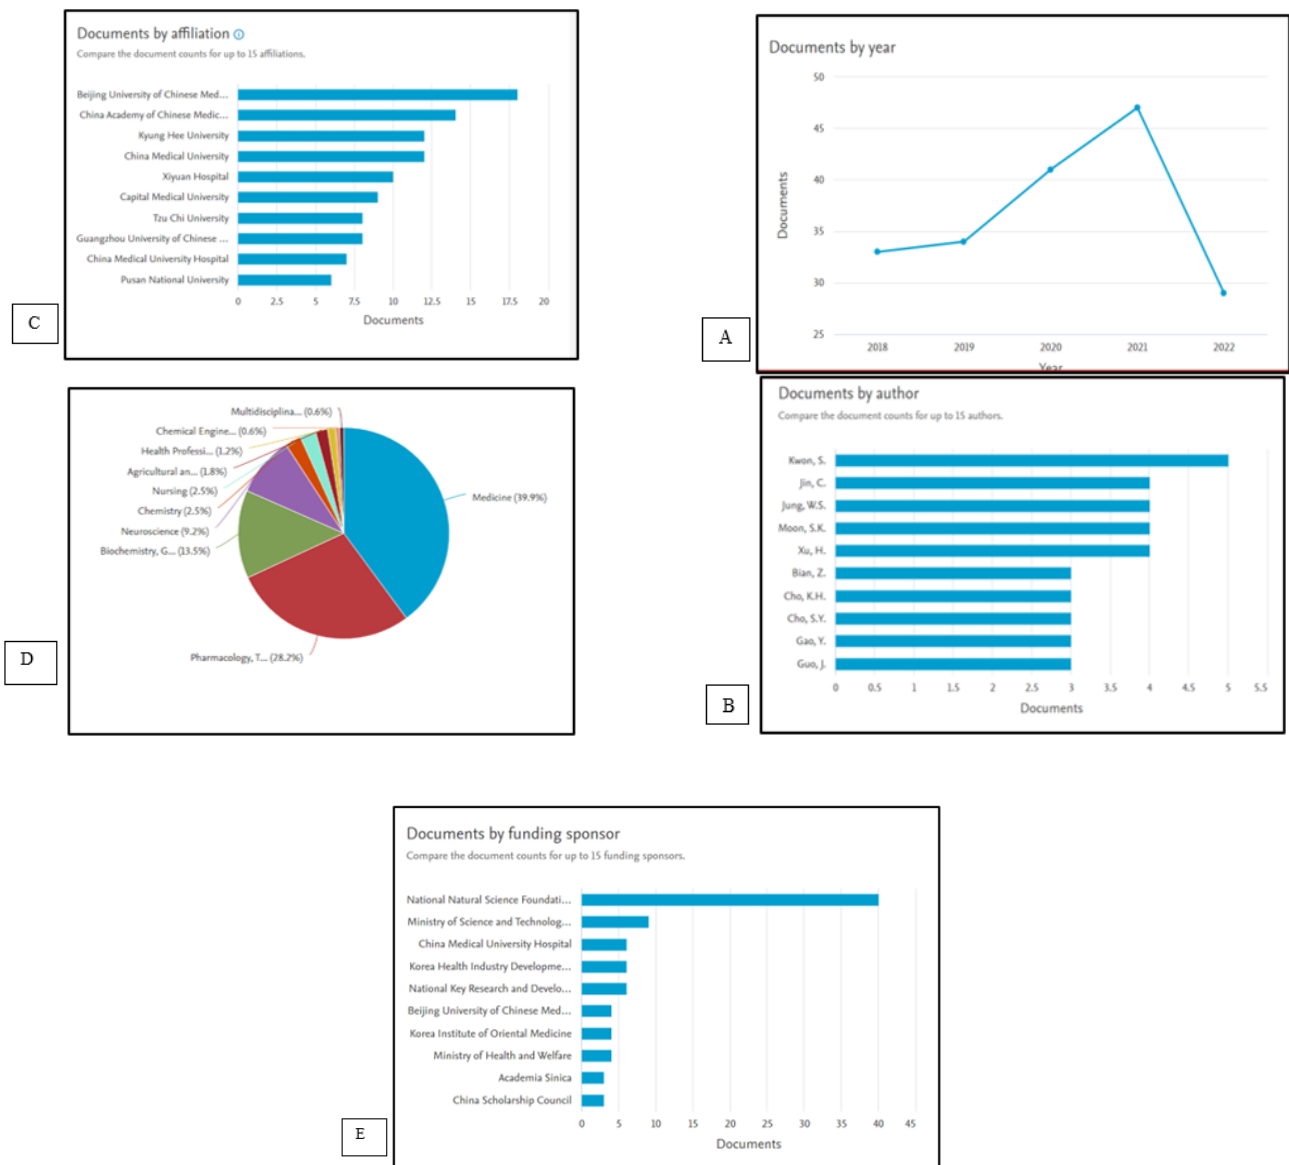 Documents by affiliation
Compare the document counts for up to 15 affiliations.
Beijing University of Chinese Med...
China Academy of Chinese Medic...
Kyung Hee University
China Medical University
Xiyuan Hospital
Capital Medical University
Tzu Chi University
Guangzhou University of Chinese ...
China Medical University Hospital
Pusan National University
0 2.5 5 7.5 10 12.5 15 17.5 20
Documents
C
Documents by year
50
45
40
35
30
25
Documents
2018 2019 2020 2021 2022
Year
A
Multidisciplina... (0.6%)
Chemical Engine... (0.6%)
Health Professi... (1.2%)
Agricultural an... (1.8%)
Nursing (2.5%)
Chemistry (2.5%)
Neuroscience (9.2%)
Biochemistry, G... (13.5%)
Medicine (39.9%)
Pharmacology, T... (28.2%)
D
Documents by author
Compare the document counts for up to 15 authors.
Kwon, S.
Jin, C.
Jung, W.S.
Moon, S.K.
Xu, H.
Bian, Z.
Cho, K.H.
Cho, S.Y.
Gao, Y.
Guo, J.
0 0.5 1 1.5 2 2.5 3 3.5 4 4.5 5 5.5
Documents
B
Documents by funding sponsor
Compare the document counts for up to 15 funding sponsors.
National Natural Science Foundati...
Ministry of Science and Technolog...
China Medical University Hospital
Korea Health Industry Developme...
National Key Research and Develo...
Beijing University of Chinese Med...
Korea Institute of Oriental Medicine
Ministry of Health and Welfare
Academia Sinica
China Scholarship Council
0 5 10 15 20 25 30 35 40 45
Documents
E